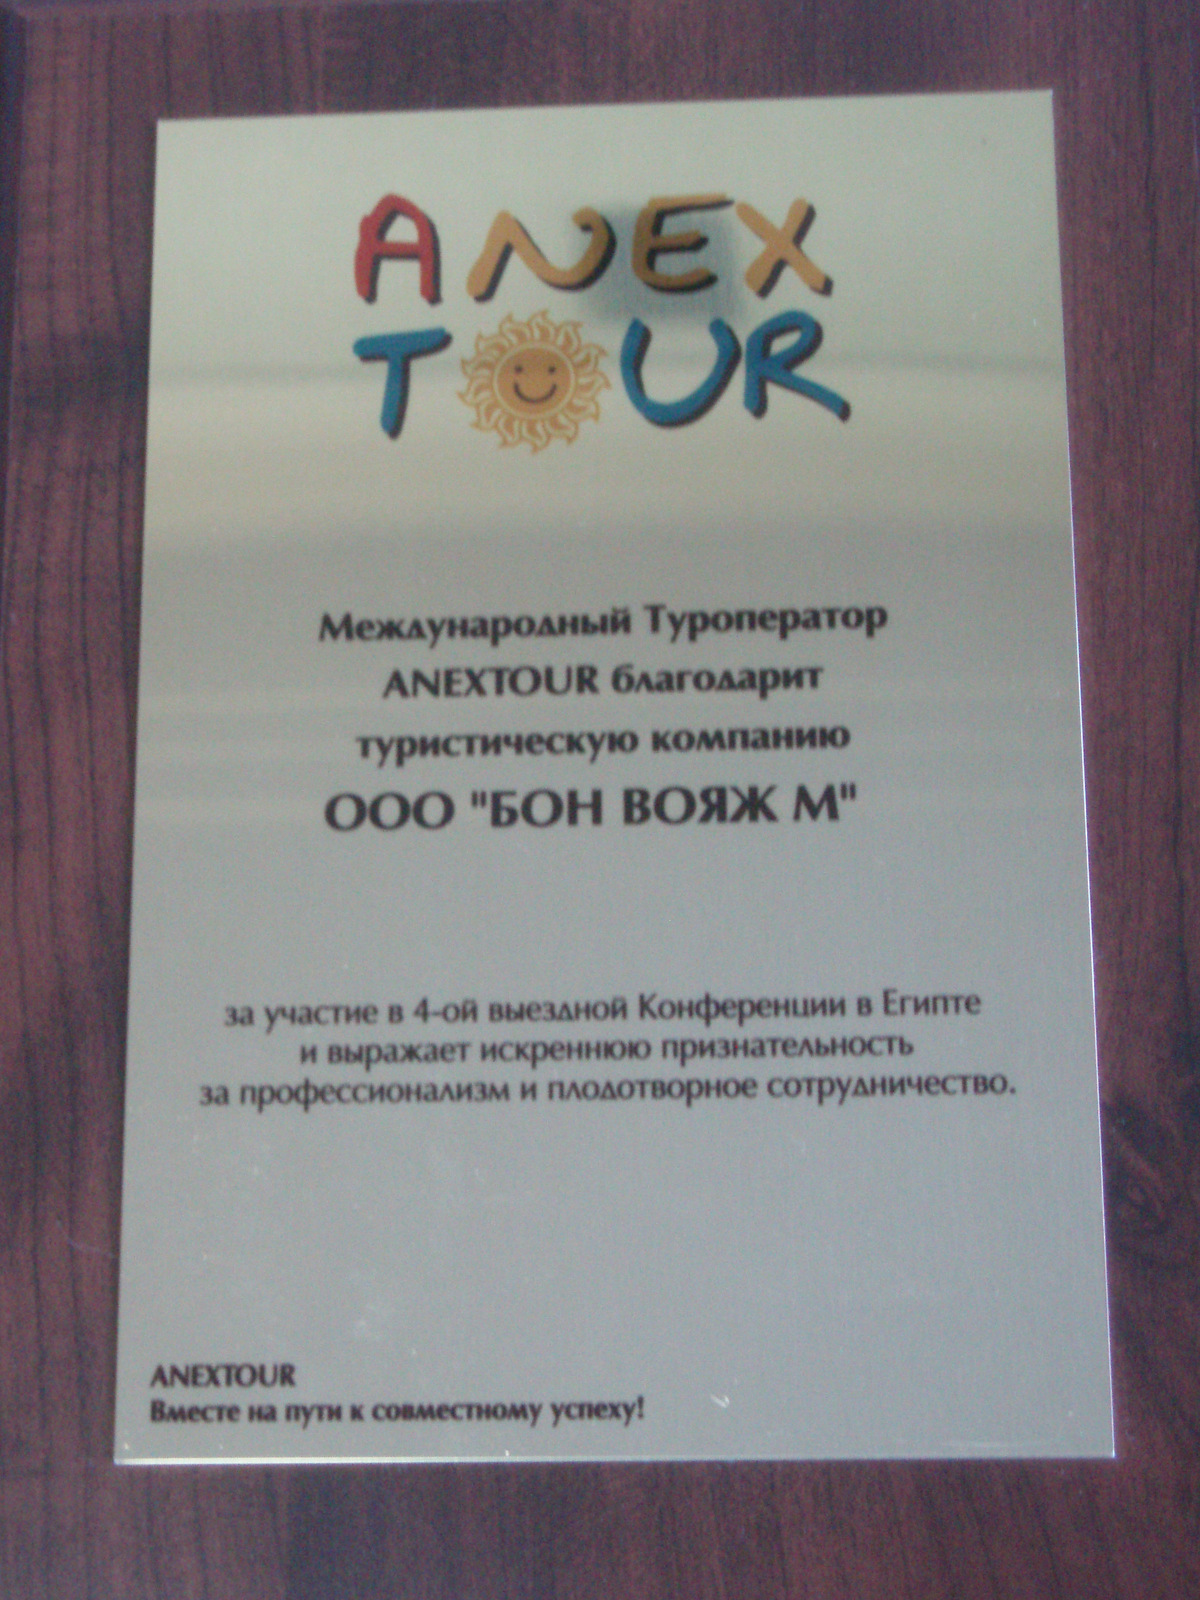 ANEX
TOUR
Международный Туроператор
ANEXTOUR благодарит
туристическую компанию
ООО "БОН ВОЯЖ М"
за участие в 4-ой выездной Конференции в Египте
и выражает искреннюю признательность
за профессионализм и плодотворное сотрудничество.
ANEXTOUR
Вместе на пути к совместному успеху!